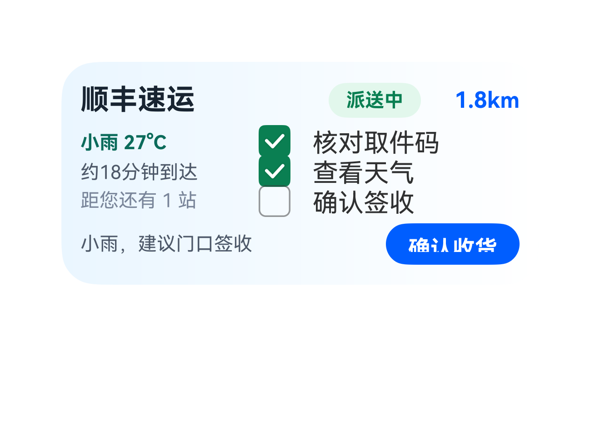 顺丰速运
派送中
1.8km
小雨 27°C
约18分钟到达
距您还有 1 站
核对取件码
查看天气
确认签收
小雨，建议门口签收
确认收货